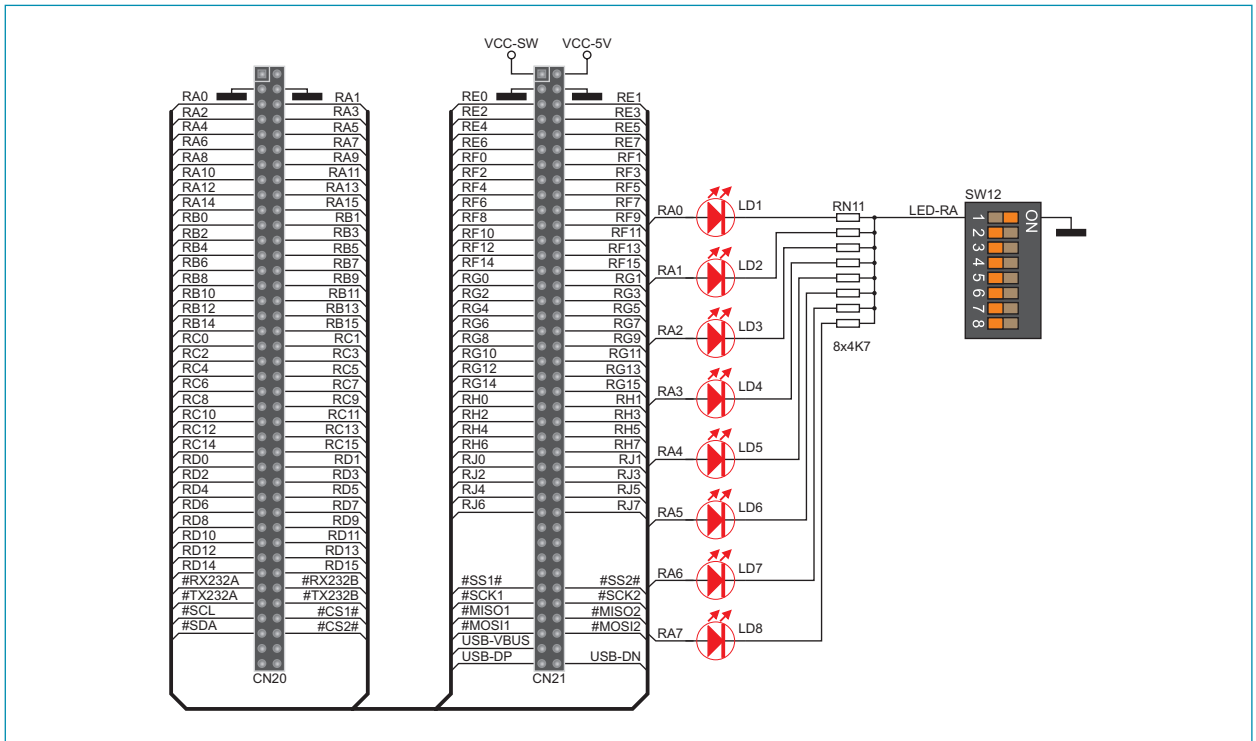 VCC-SW VCC-5V
RA0 RA1 RE0 RE1
RA2 RA3 RE2 RE3
RA4 RA5 RE4 RE5
RA6 RA7 RE6 RE7
RA8 RA9 RF0 RF1
RA10 RA11 RF2 RF3
RA12 RA13 RF4 RF5
RA14 RA15 RF6 RF7
RB0 RB1 RF8 RF9
RB2 RB3 RF10 RF11
RB4 RB5 RF12 RF13
RB6 RB7 RF14 RF15
RB8 RB9 RG0 RG1
RB10 RB11 RG2 RG3
RB12 RB13 RG4 RG5
RB14 RB15 RG6 RG7
RC0 RC1 RG8 RG9
RC2 RC3 RG10 RG11
RC4 RC5 RG12 RG13
RC6 RC7 RG14 RG15
RC8 RC9 RH0 RH1
RC10 RC11 RH2 RH3
RC12 RC13 RH4 RH5
RC14 RC15 RH6 RH7
RD0 RD1 RJ0 RJ1
RD2 RD3 RJ2 RJ3
RD4 RD5 RJ4 RJ5
RD6 RD7 RJ6 RJ7
RD8 RD9
RD10 RD11
RD12 RD13
RD14 RD15
#RX232A #RX232B #SS1# #SS2#
#TX232A #TX232B #SCK1 #SCK2
#SCL #CS1# #MISO1 #MISO2
#SDA #CS2# #MOSI1 #MOSI2
USB-VBUS
USB-DP USB-DN
CN20 CN21
RA0 LD1
RA1 LD2
RA2 LD3
RA3 LD4
RA4 LD5
RA5 LD6
RA6 LD7
RA7 LD8
RN11
8x4K7
LED-RA
SW12
ON
1
2
3
4
5
6
7
8